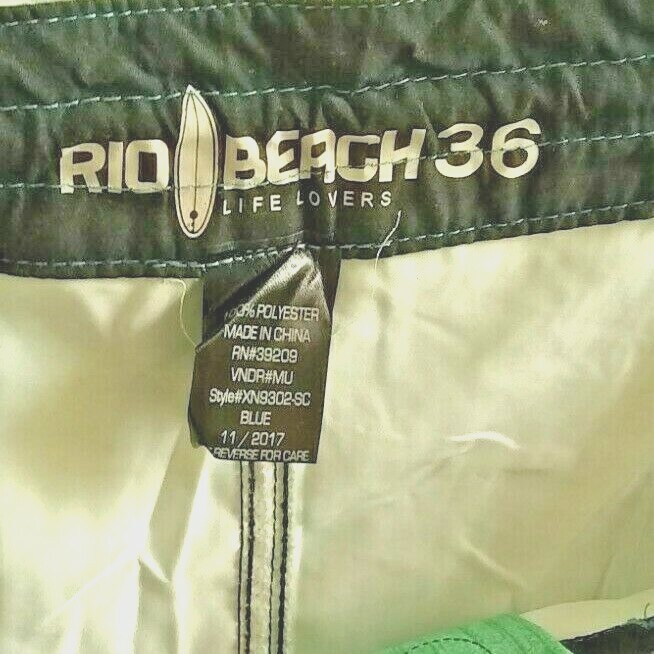 RIO BEACH 36
LIFE LOVERS
POLYESTER
MADE IN CHINA
RN#39209
VNDR#MU
Style#XN9302-SC
BLUE
11/2017
REVERSE FOR CARE